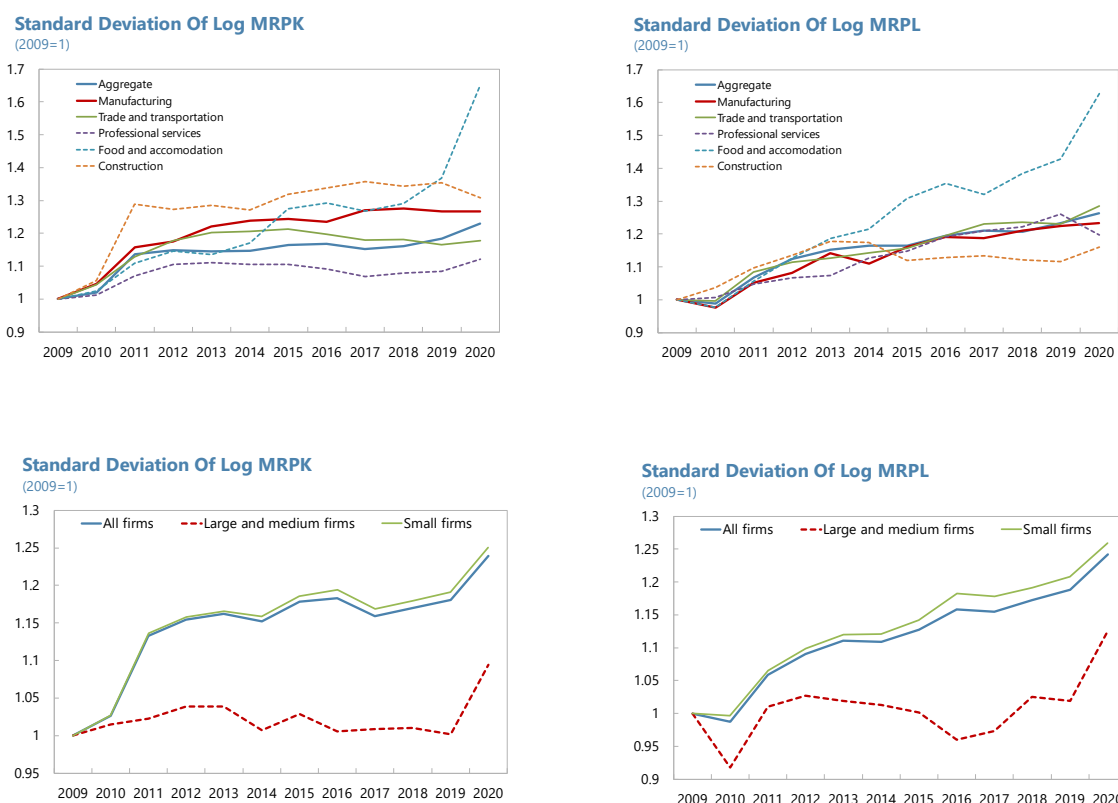 Standard Deviation Of Log MRPK
(2009=1)
1.7
1.6
1.5
1.4
1.3
1.2
1.1
1
0.9
Aggregate
Manufacturing
Trade and transportation
Professional services
Food and accomodation
Construction
2009 2010 2011 2012 2013 2014 2015 2016 2017 2018 2019 2020
Standard Deviation Of Log MRPL
(2009=1)
1.7
1.6
1.5
1.4
1.3
1.2
1.1
1
0.9
Aggregate
Manufacturing
Trade and transportation
Professional services
Food and accomodation
Construction
2009 2010 2011 2012 2013 2014 2015 2016 2017 2018 2019 2020
Standard Deviation Of Log MRPK
(2009=1)
1.3
1.25
1.2
1.15
1.1
1.05
1
0.95
All firms Large and medium firms Small firms
2009 2010 2011 2012 2013 2014 2015 2016 2017 2018 2019 2020
Standard Deviation Of Log MRPL
(2009=1)
1.3
1.25
1.2
1.15
1.1
1.05
1
0.95
0.9
All firms Large and medium firms Small firms
2009 2010 2011 2012 2013 2014 2015 2016 2017 2018 2019 2020